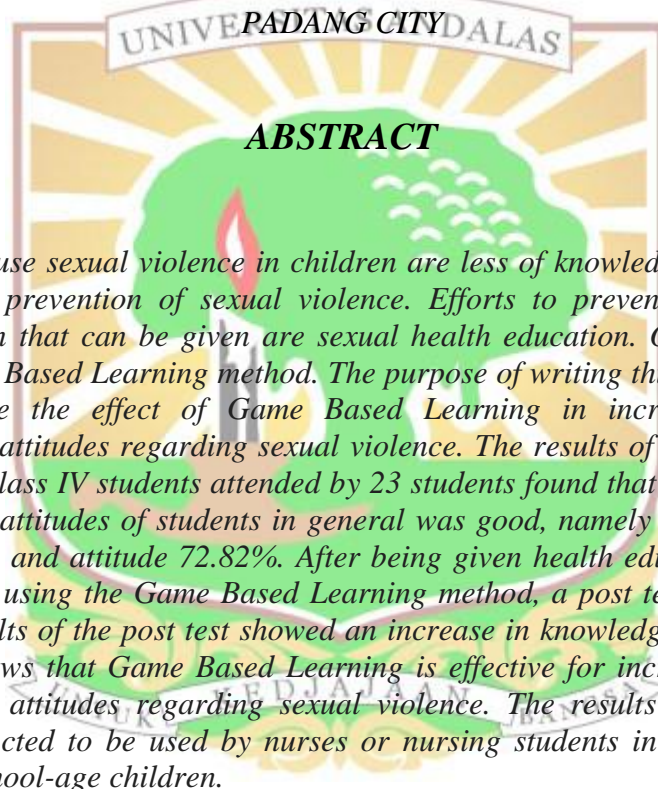 PADANG CITY
UNIVERSITAS ANDALAS
ABSTRACT
use sexual violence in children are less of knowled
prevention of sexual violence. Efforts to preven
n that can be given are sexual health education. 
Based Learning method. The purpose of writing th
e the effect of Game Based Learning in incr
attitudes regarding sexual violence. The results of
lass IV students attended by 23 students found that
attitudes of students in general was good, namely
and attitude 72.82%. After being given health edu
using the Game Based Learning method, a post te
lts of the post test showed an increase in knowledg
ws that Game Based Learning is effective for inc
attitudes regarding sexual violence. The results
UNTUK KEDJAJAAN BANGSA
cted to be used by nurses or nursing students in
hool-age children.